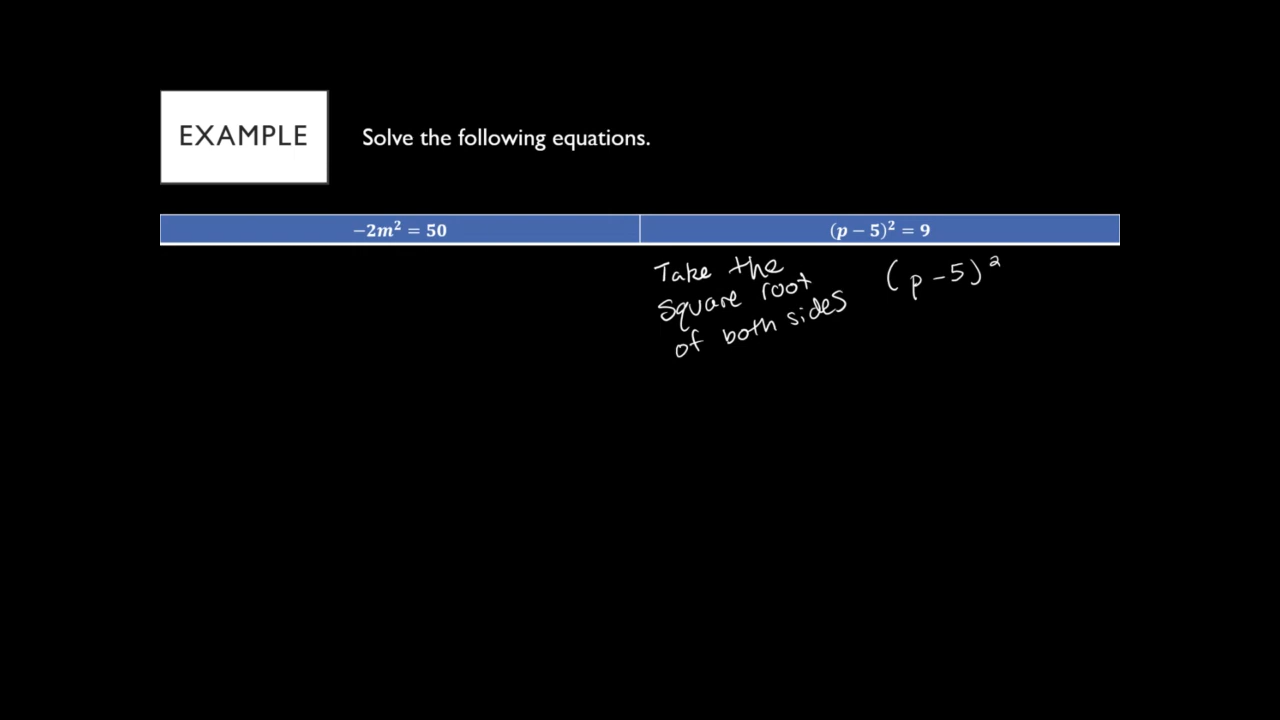 EXAMPLE
Solve the following equations.
−2m² = 50
(p − 5)² = 9
Take the
square root
of both sides
(p − 5)²